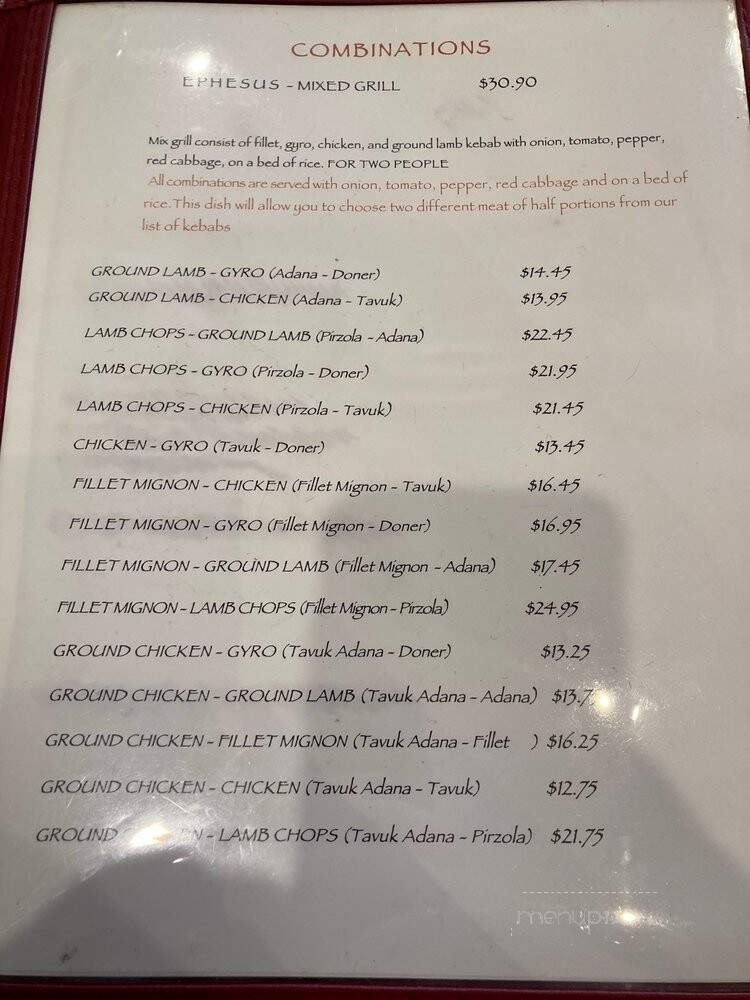 COMBINATIONS
EPHESUS - MIXED GRILL $30.90
Mix grill consist of fillet, gyro, chicken, and ground lamb kebab with onion, tomato, pepper,
red cabbage, on a bed of rice. FOR TWO PEOPLE
All combinations are served with onion, tomato, pepper, red cabbage and on a bed of
rice. This dish will allow you to choose two different meat of half portions from our
list of kebabs
GROUND LAMB - GYRO (Adana - Doner) $14.45
GROUND LAMB - CHICKEN (Adana - Tavuk) $13.95
LAMB CHOPS - GROUND LAMB (Pirzola - Adana) $22.45
LAMB CHOPS - GYRO (Pirzola - Doner) $21.95
LAMB CHOPS - CHICKEN (Pirzola - Tavuk) $21.45
CHICKEN - GYRO (Tavuk - Doner) $13.45
FILLET MIGNON - CHICKEN (Fillet Mignon - Tavuk) $16.45
FILLET MIGNON - GYRO (Fillet Mignon - Doner) $16.95
FILLET MIGNON - GROUND LAMB (Fillet Mignon - Adana) $17.45
FILLET MIGNON - LAMB CHOPS (Fillet Mignon - Pirzola) $24.95
GROUND CHICKEN - GYRO (Tavuk Adana - Doner) $13.25
GROUND CHICKEN - GROUND LAMB (Tavuk Adana - Adana)
GROUND CHICKEN - FILLET MIGNON (Tavuk Adana - Fillet ) $16.25
GROUND CHICKEN - CHICKEN (Tavuk Adana - Tavuk) $12.75
GROUND - LAMB CHOPS (Tavuk Adana - Pirzola) $21.75